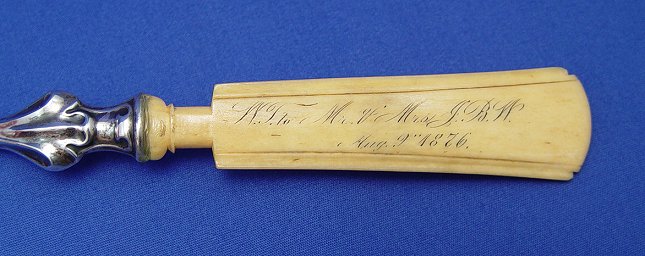 W.F. to Mr. & Mrs. J.B.W.
Aug. 9th 1876.